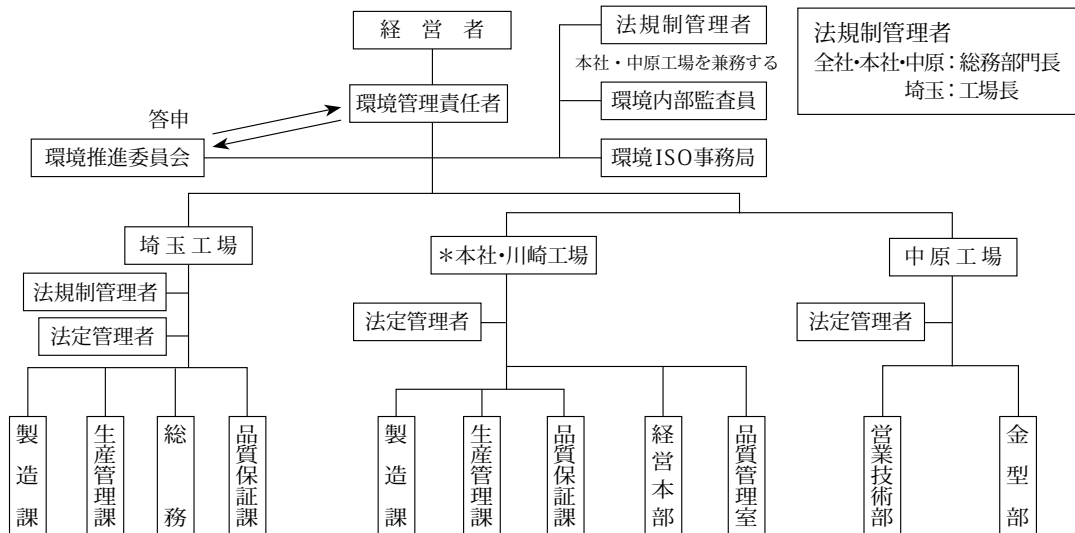 経営者
法規制管理者
本社・中原工場を兼務する
法規制管理者
全社・本社・中原：総務部門長
埼玉：工場長
環境管理責任者
環境内部監査員
答申
環境推進委員会
環境ISO事務局
埼玉工場
＊本社・川崎工場
中原工場
法規制管理者
法定管理者
法定管理者
法定管理者
製造課
生産管理課
総務
品質保証課
製造課
生産管理課
品質保証課
経営本部
品質管理室
営業技術部
金型部